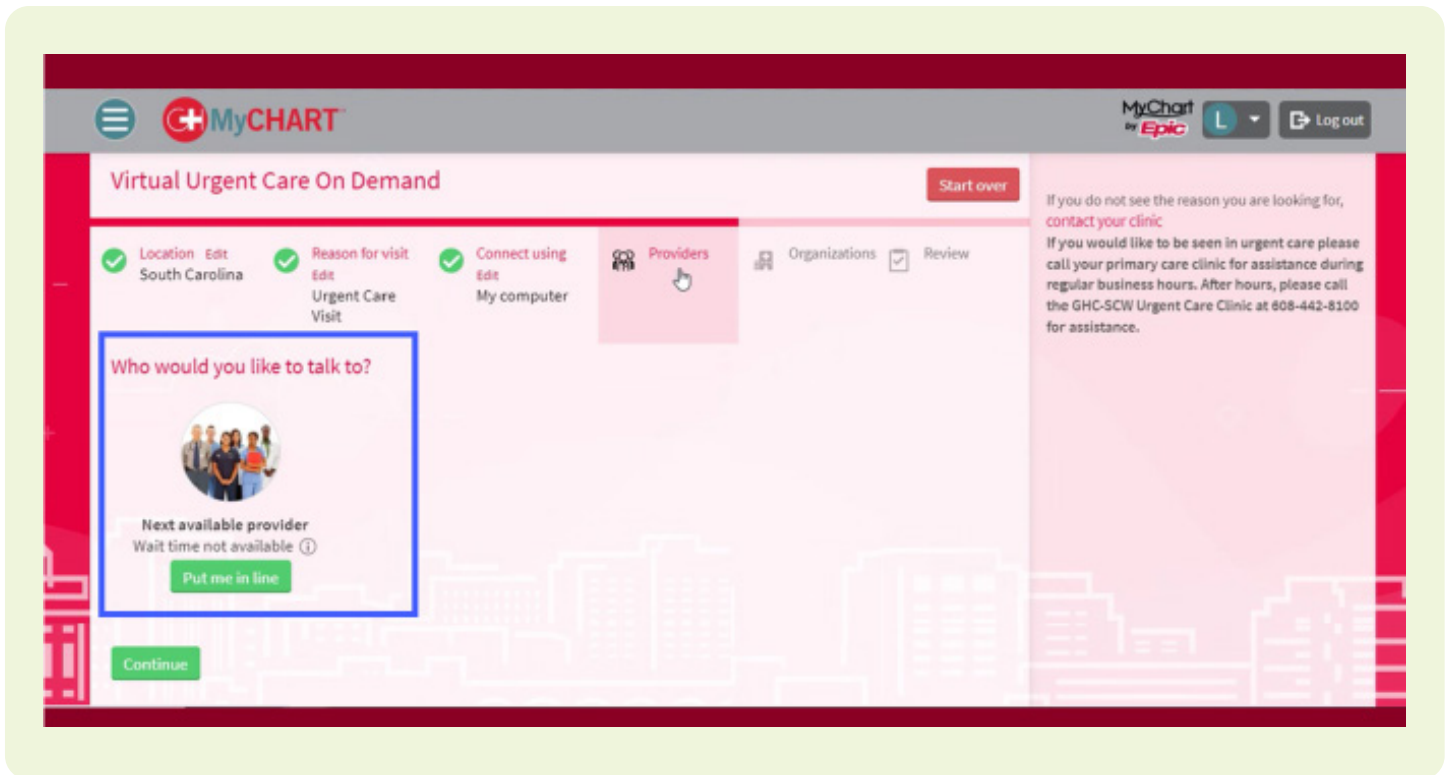 MyCHART
MyChart
by Epic
L
Log out
Virtual Urgent Care On Demand
Start over
Location Edit
South Carolina
Reason for visit
Edit
Urgent Care
Visit
Connect using
Edit
My computer
Providers
Organizations
Review
Who would you like to talk to?
Next available provider
Wait time not available
Put me in line
Continue
If you do not see the reason you are looking for,
contact your clinic
If you would like to be seen in urgent care please
call your primary care clinic for assistance during
regular business hours. After hours, please call
the GHC-SCW Urgent Care Clinic at 608-442-8100
for assistance.